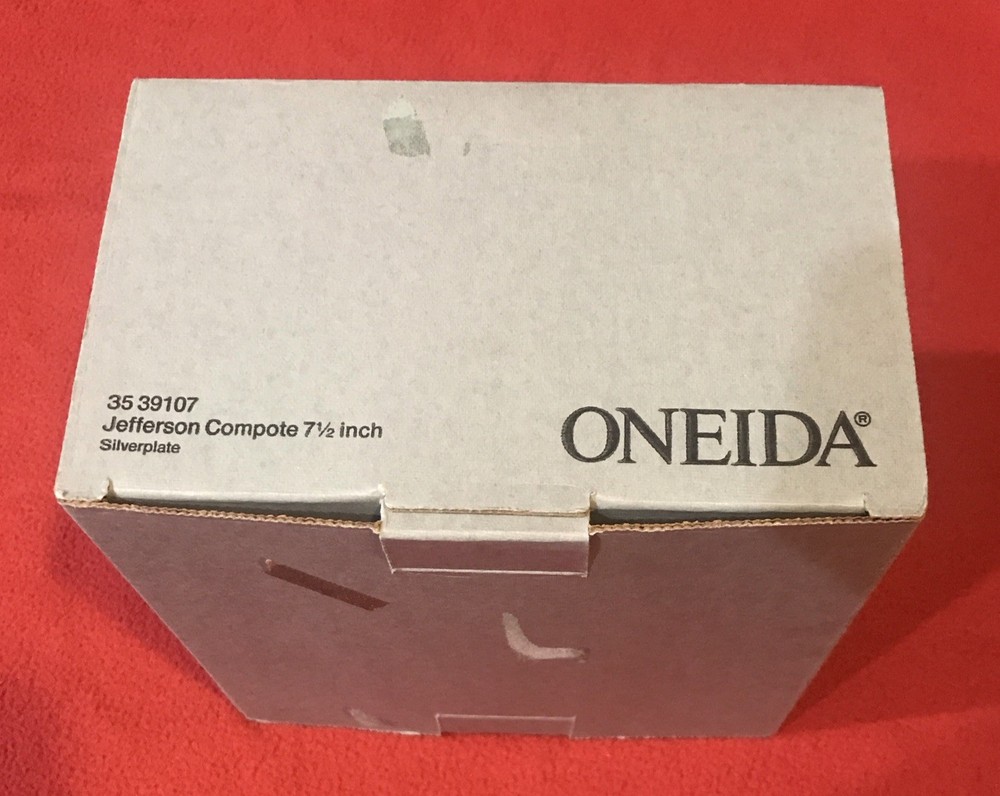 35 39107
Jefferson Compote 7½ inch
Silverplate
ONEIDA®